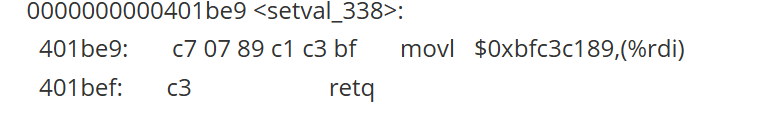 0000000000401be9 <setval_338>:
401be9: c7 07 89 c1 c3 bf movl $0xbfc3c189,(%rdi)
401bef: c3 retq